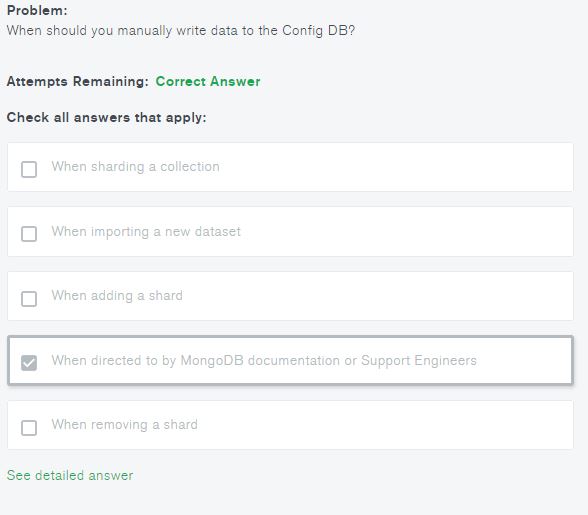 Problem:
When should you manually write data to the Config DB?
Attempts Remaining: Correct Answer
Check all answers that apply:
When sharding a collection
When importing a new dataset
When adding a shard
When directed to by MongoDB documentation or Support Engineers
When removing a shard
See detailed answer